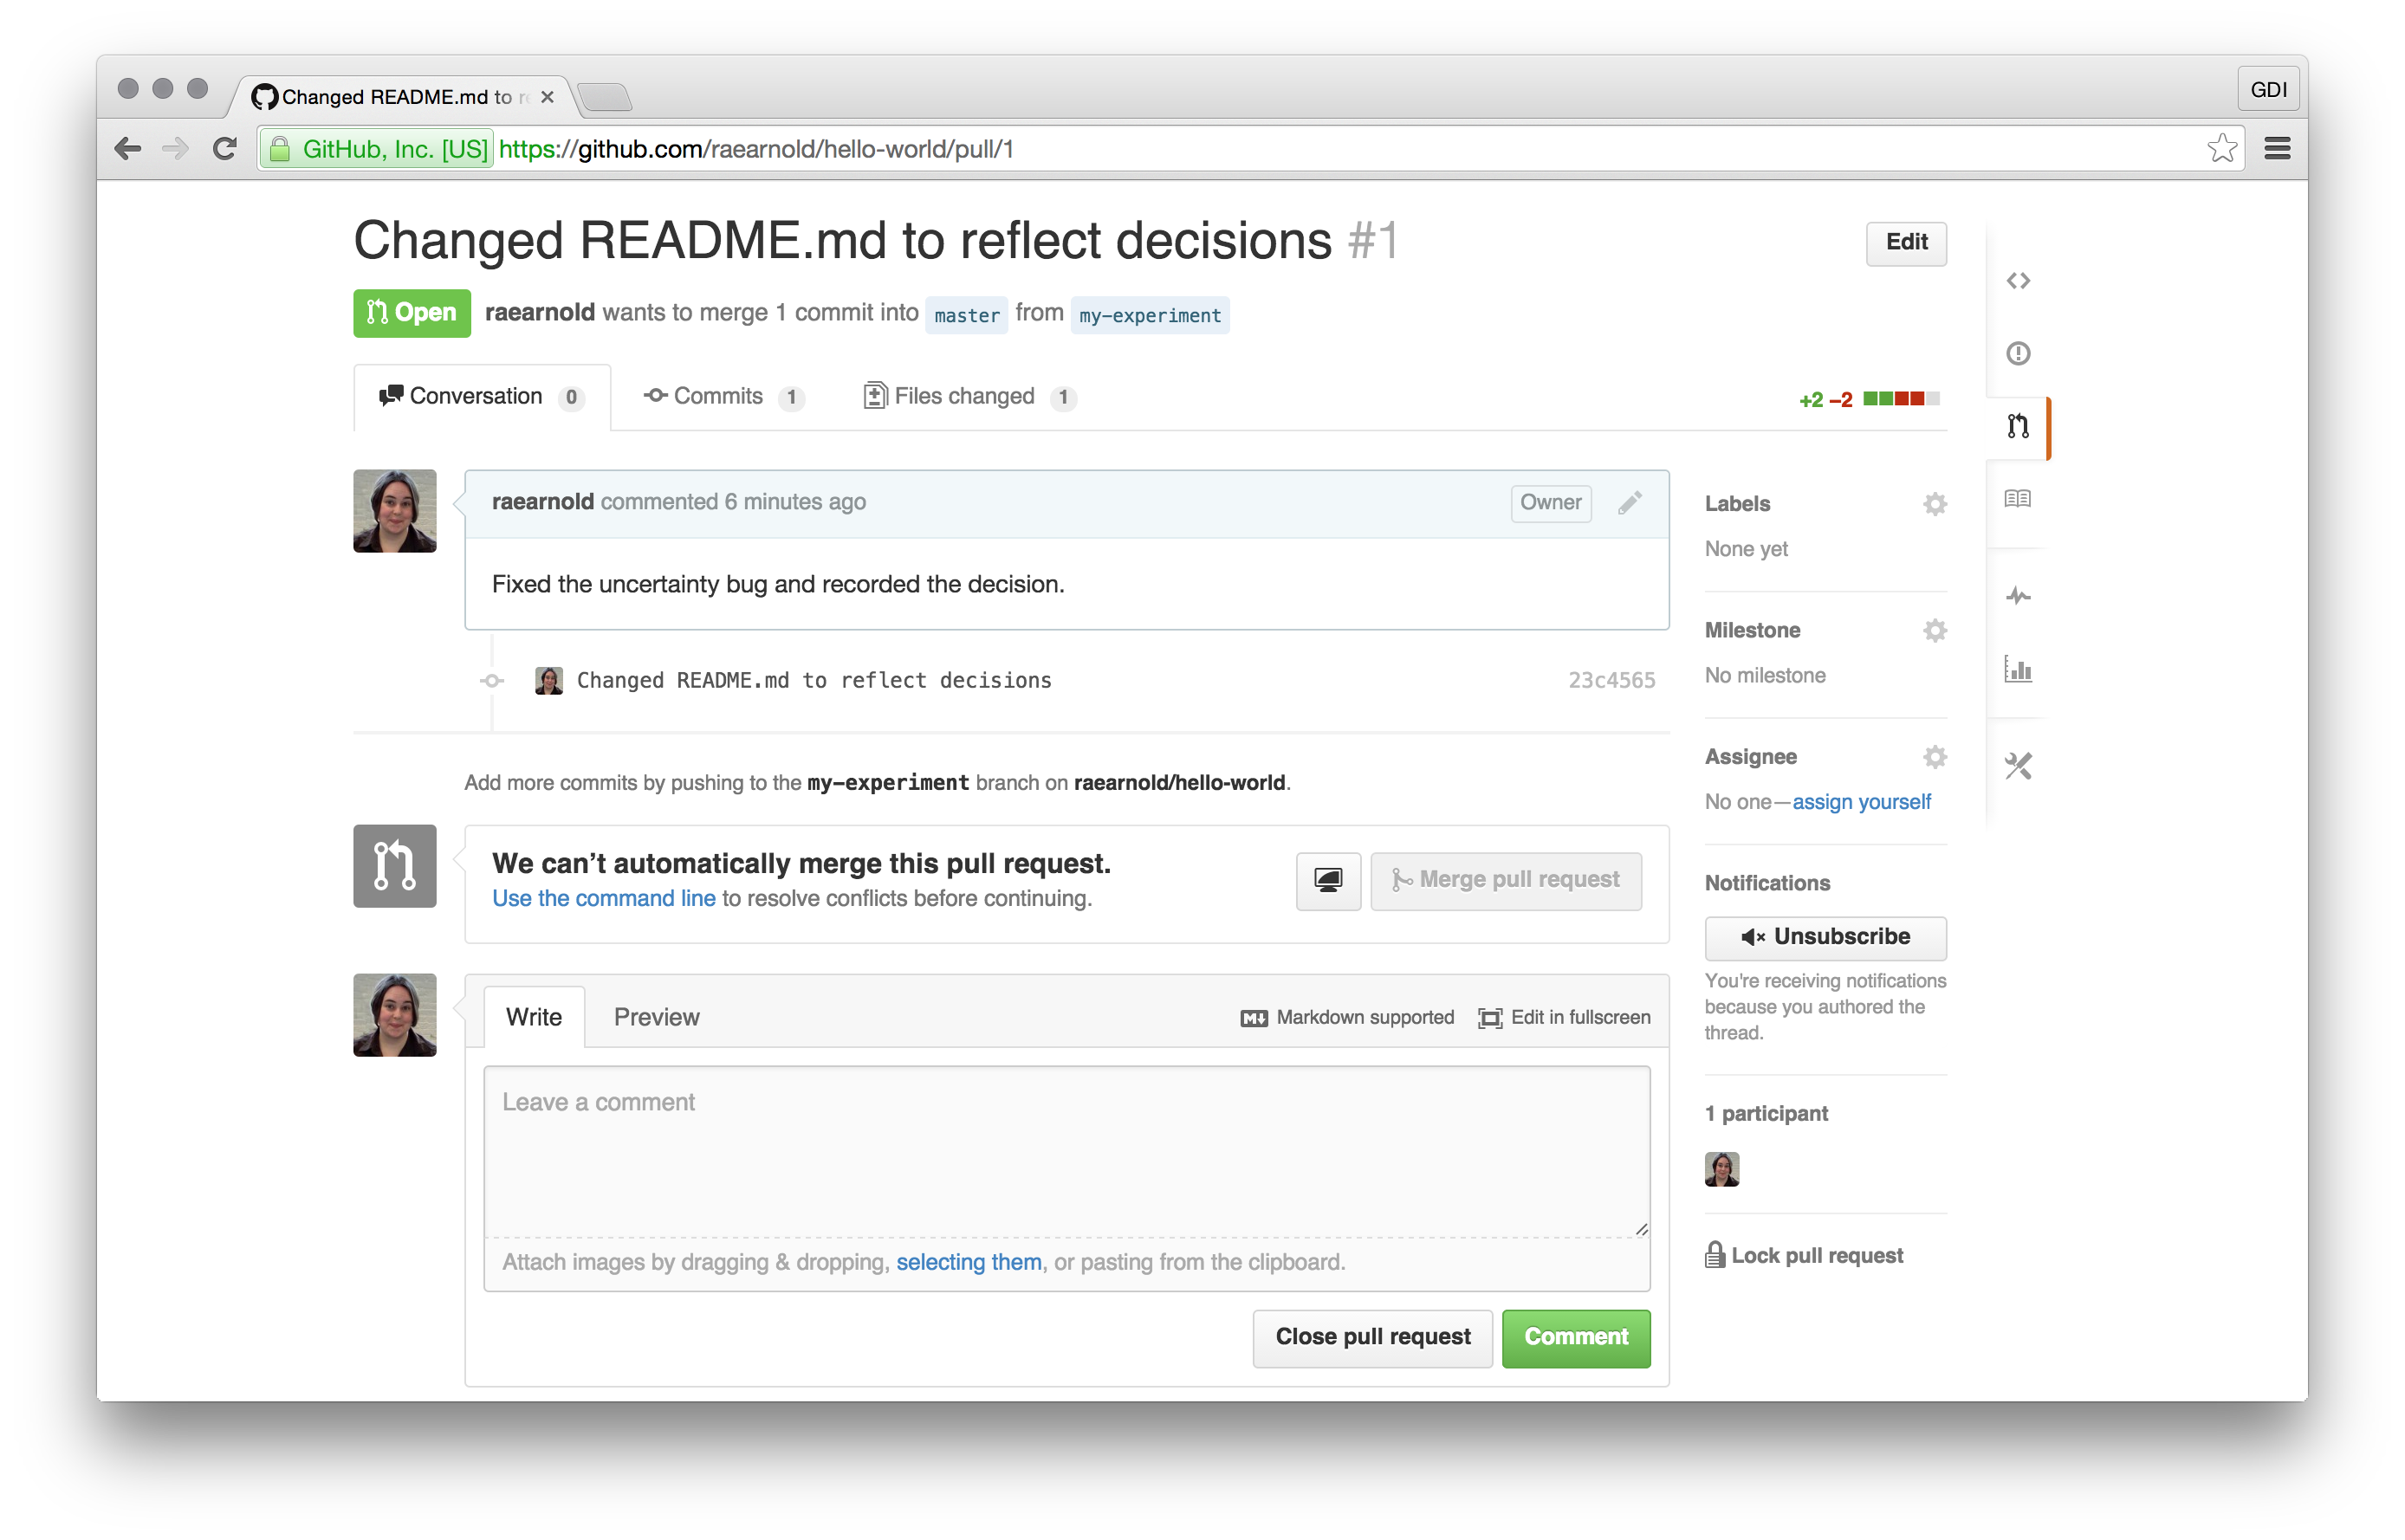 Changed README.md to re
GDI
GitHub, Inc. [US] https://github.com/raearnold/hello-world/pull/1
Changed README.md to reflect decisions #1
Edit
Open raearnold wants to merge 1 commit into master from my-experiment
Conversation 0 Commits 1 Files changed 1
+2 −2
raearnold commented 6 minutes ago
Owner
Fixed the uncertainty bug and recorded the decision.
Changed README.md to reflect decisions 23c4565
Add more commits by pushing to the my-experiment branch on raearnold/hello-world.
We can’t automatically merge this pull request.
Use the command line to resolve conflicts before continuing.
Merge pull request
Write Preview
M Markdown supported Edit in fullscreen
Leave a comment
Attach images by dragging & dropping, selecting them, or pasting from the clipboard.
Close pull request Comment
Labels
None yet
Milestone
No milestone
Assignee
No one—assign yourself
Notifications
Unsubscribe
You're receiving notifications
because you authored the
thread.
1 participant
Lock pull request